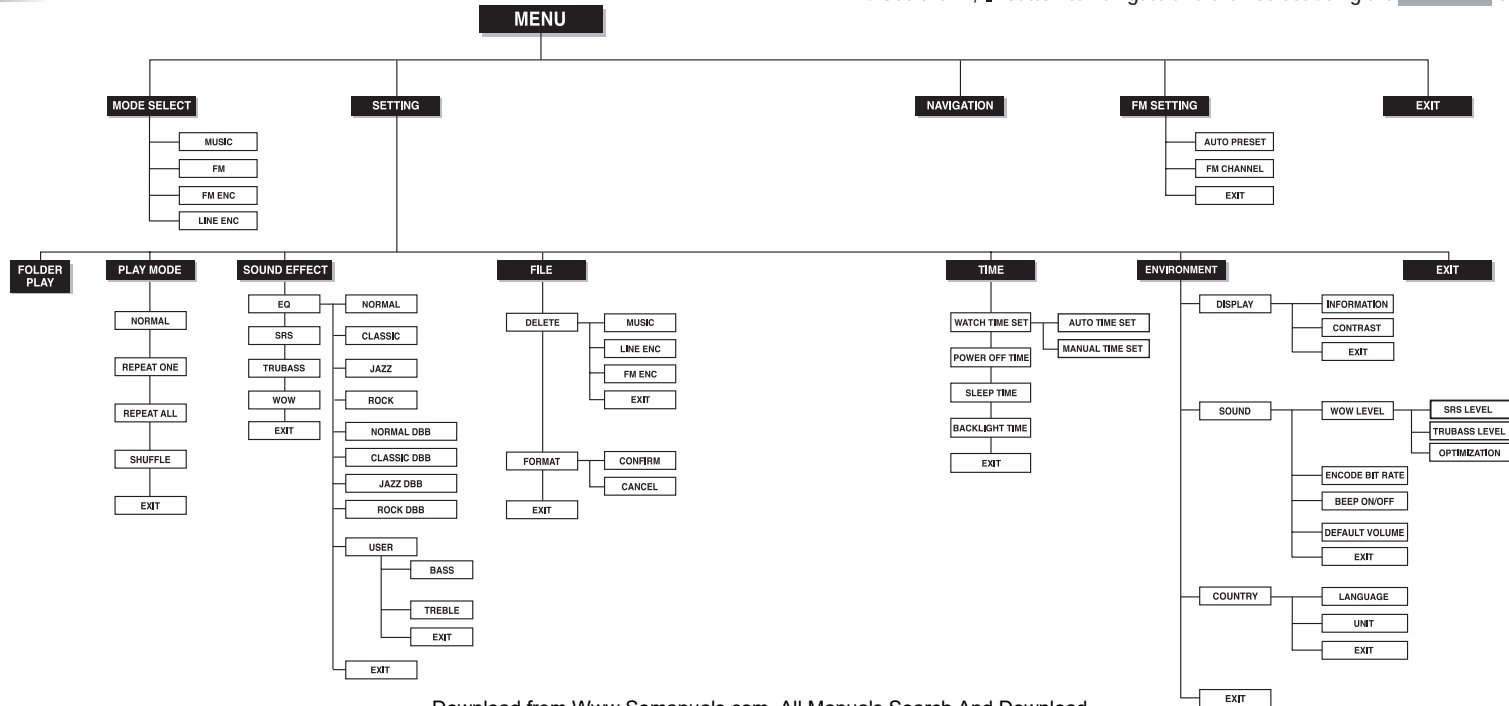 MENU
MODE SELECT
MUSIC
FM
FM ENC
LINE ENC
SETTING
NAVIGATION
FM SETTING
AUTO PRESET
FM CHANNEL
EXIT
EXIT
FOLDER
PLAY
PLAY MODE
NORMAL
REPEAT ONE
REPEAT ALL
SHUFFLE
EXIT
SOUND EFFECT
EQ
SRS
TRUBASS
WOW
EXIT
NORMAL
CLASSIC
JAZZ
ROCK
NORMAL DBB
CLASSIC DBB
JAZZ DBB
ROCK DBB
USER
BASS
TREBLE
EXIT
EXIT
FILE
DELETE
MUSIC
LINE ENC
FM ENC
EXIT
FORMAT
CONFIRM
CANCEL
EXIT
TIME
WATCH TIME SET
AUTO TIME SET
MANUAL TIME SET
POWER OFF TIME
SLEEP TIME
BACKLIGHT TIME
EXIT
ENVIRONMENT
DISPLAY
INFORMATION
CONTRAST
EXIT
SOUND
WOW LEVEL
SRS LEVEL
TRUBASS LEVEL
OPTIMIZATION
ENCODE BIT RATE
BEEP ON/OFF
DEFAULT VOLUME
EXIT
COUNTRY
LANGUAGE
UNIT
EXIT
EXIT
EXIT